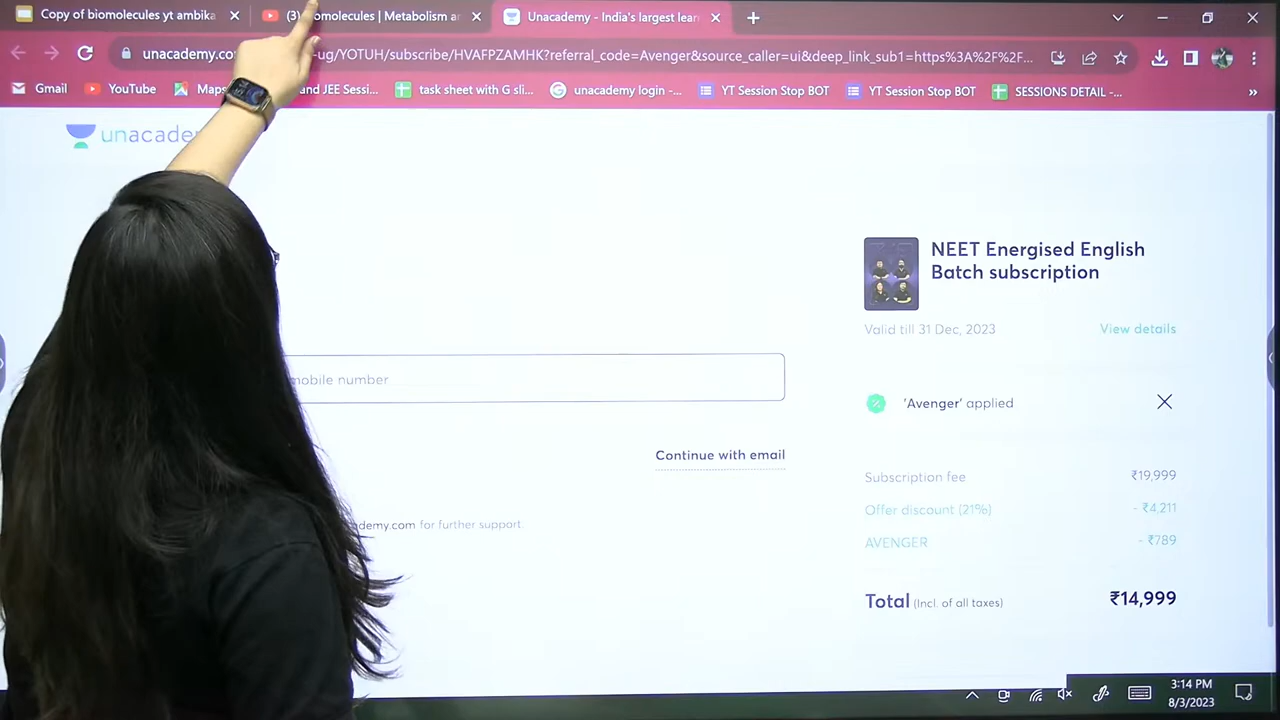 Copy of biomolecules yt ambika
(3) omolecules | Metabolism ar
Unacademy - India's largest lear
-ug/YOTUH/subscribe/HVAFPZAMHK?referral_code=Avenger&source_caller=ui&deep_link_sub1=https%3A%2F%2F...
Gmail
YouTube
Maps
and JEE Sessi...
task sheet with G sli...
unacademy login -...
YT Session Stop BOT
YT Session Stop BOT
SESSIONS DETAIL -...
»
unacade
NEET Energised English
Batch subscription
Valid till 31 Dec, 2023
View details
mobile number
'Avenger' applied
Continue with email
Subscription fee
₹19,999
Offer discount (21%)
- ₹4,211
ademy.com for further support.
AVENGER
- ₹789
Total (Incl. of all taxes)
₹14,999
3:14 PM
8/3/2023